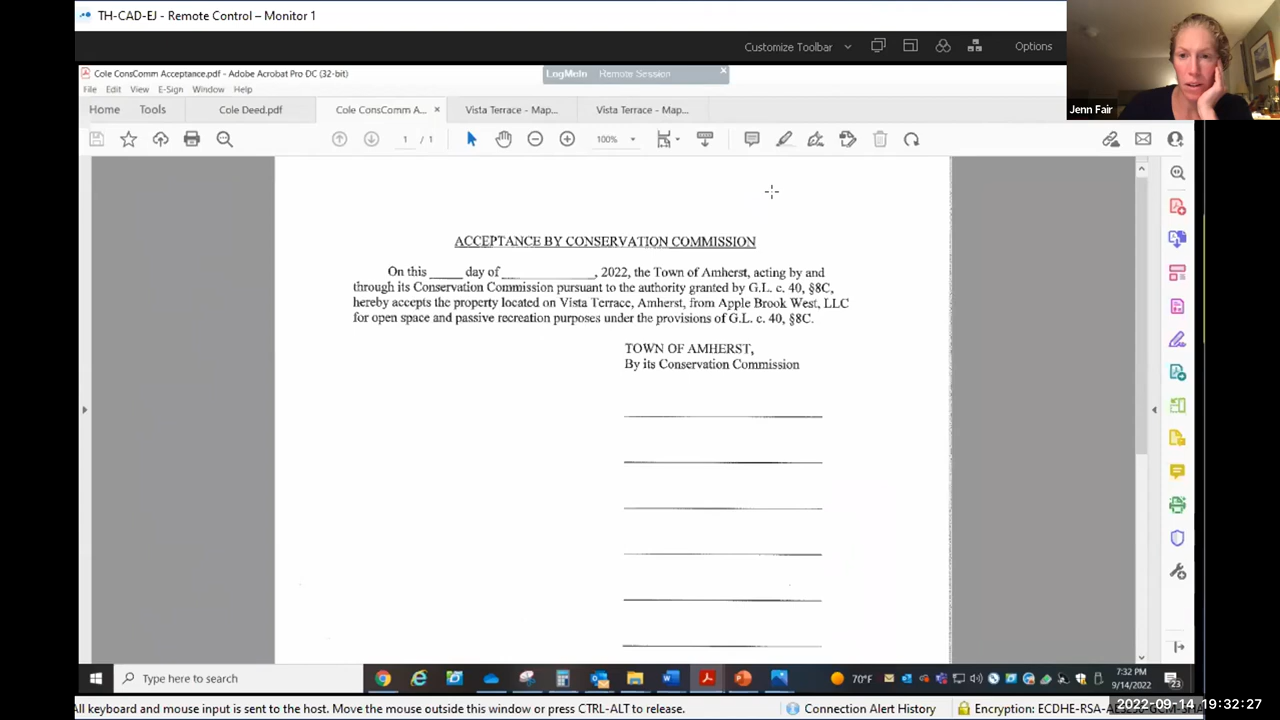 TH-CAD-EJ - Remote Control – Monitor 1
Customize Toolbar
Options
Jenn Fair
Cole ConsComm Acceptance.pdf - Adobe Acrobat Pro DC (32-bit)
LogMeIn Remote Session
File Edit View E-Sign Window Help
Home Tools Cole Deed.pdf Cole ConsComm A... Vista Terrace - Map... Vista Terrace - Map...
1 / 1 100%
ACCEPTANCE BY CONSERVATION COMMISSION
On this _____ day of ______________, 2022, the Town of Amherst, acting by and
through its Conservation Commission pursuant to the authority granted by G.L. c. 40, §8C,
hereby accepts the property located on Vista Terrace, Amherst, from Apple Brook West, LLC
for open space and passive recreation purposes under the provisions of G.L. c. 40, §8C.
TOWN OF AMHERST,
By its Conservation Commission
Type here to search
70°F
7:32 PM
9/14/2022
23
All keyboard and mouse input is sent to the host. Move the mouse outside this window or press CTRL-ALT to release.
Connection Alert History
Encryption: ECDHE-RSA-AES256-GCM-SHA
2022-09-14 19:32:27